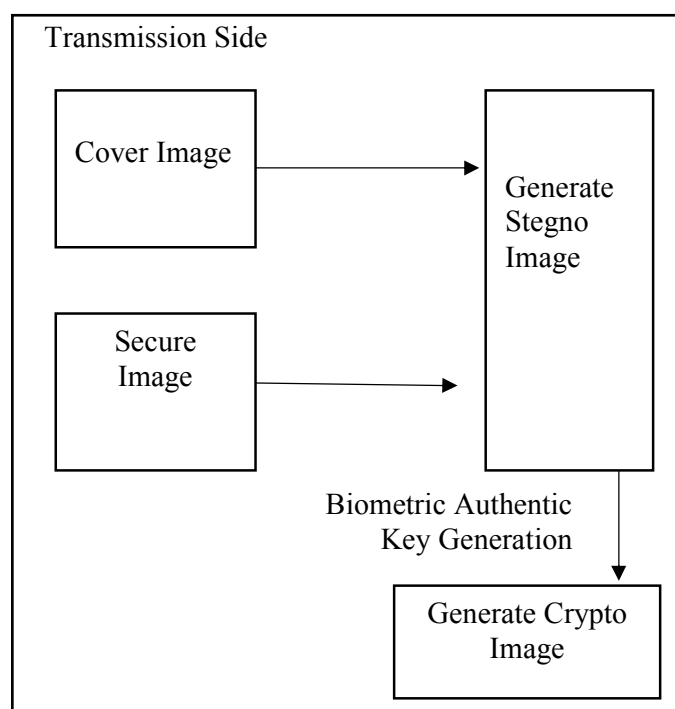 Transmission Side
Cover Image
Generate
Stegno
Image
Secure
Image
Biometric Authentic
Key Generation
Generate Crypto
Image